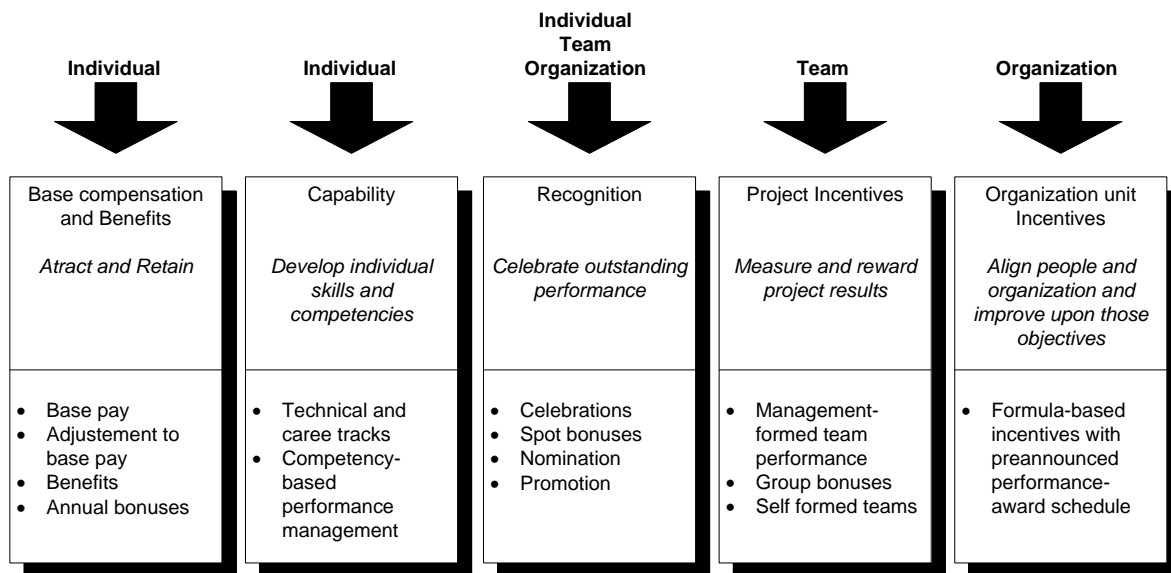 Individual
Individual
Individual
Team
Organization
Team
Organization
Base compensation
and Benefits
Atract and Retain
• Base pay
• Adjustement to
base pay
• Benefits
• Annual bonuses
Capability
Develop individual
skills and
competencies
• Technical and
caree tracks
• Competency-
based
performance
management
Recognition
Celebrate outstanding
performance
• Celebrations
• Spot bonuses
• Nomination
• Promotion
Project Incentives
Measure and reward
project results
• Management-
formed team
performance
• Group bonuses
• Self formed teams
Organization unit
Incentives
Align people and
organization and
improve upon those
objectives
• Formula-based
incentives with
preannounced
performance-
award schedule